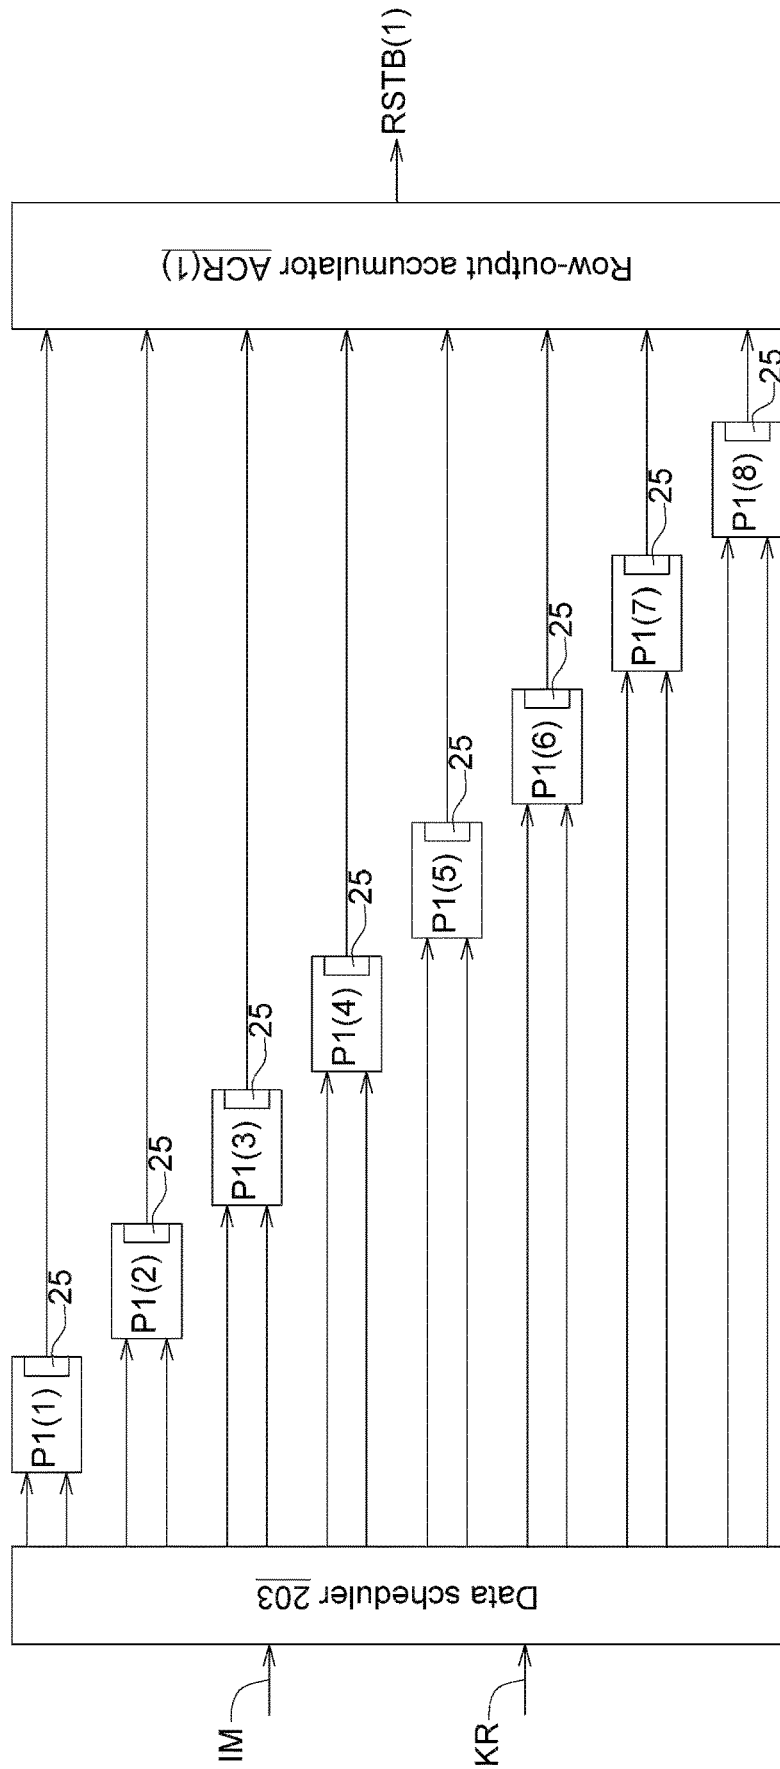 IM
KR
Data scheduler 203
P1(1)
25
P1(2)
25
P1(3)
25
P1(4)
25
P1(5)
25
P1(6)
25
P1(7)
25
P1(8)
25
Row-output accumulator ACR(1)
RSTB(1)